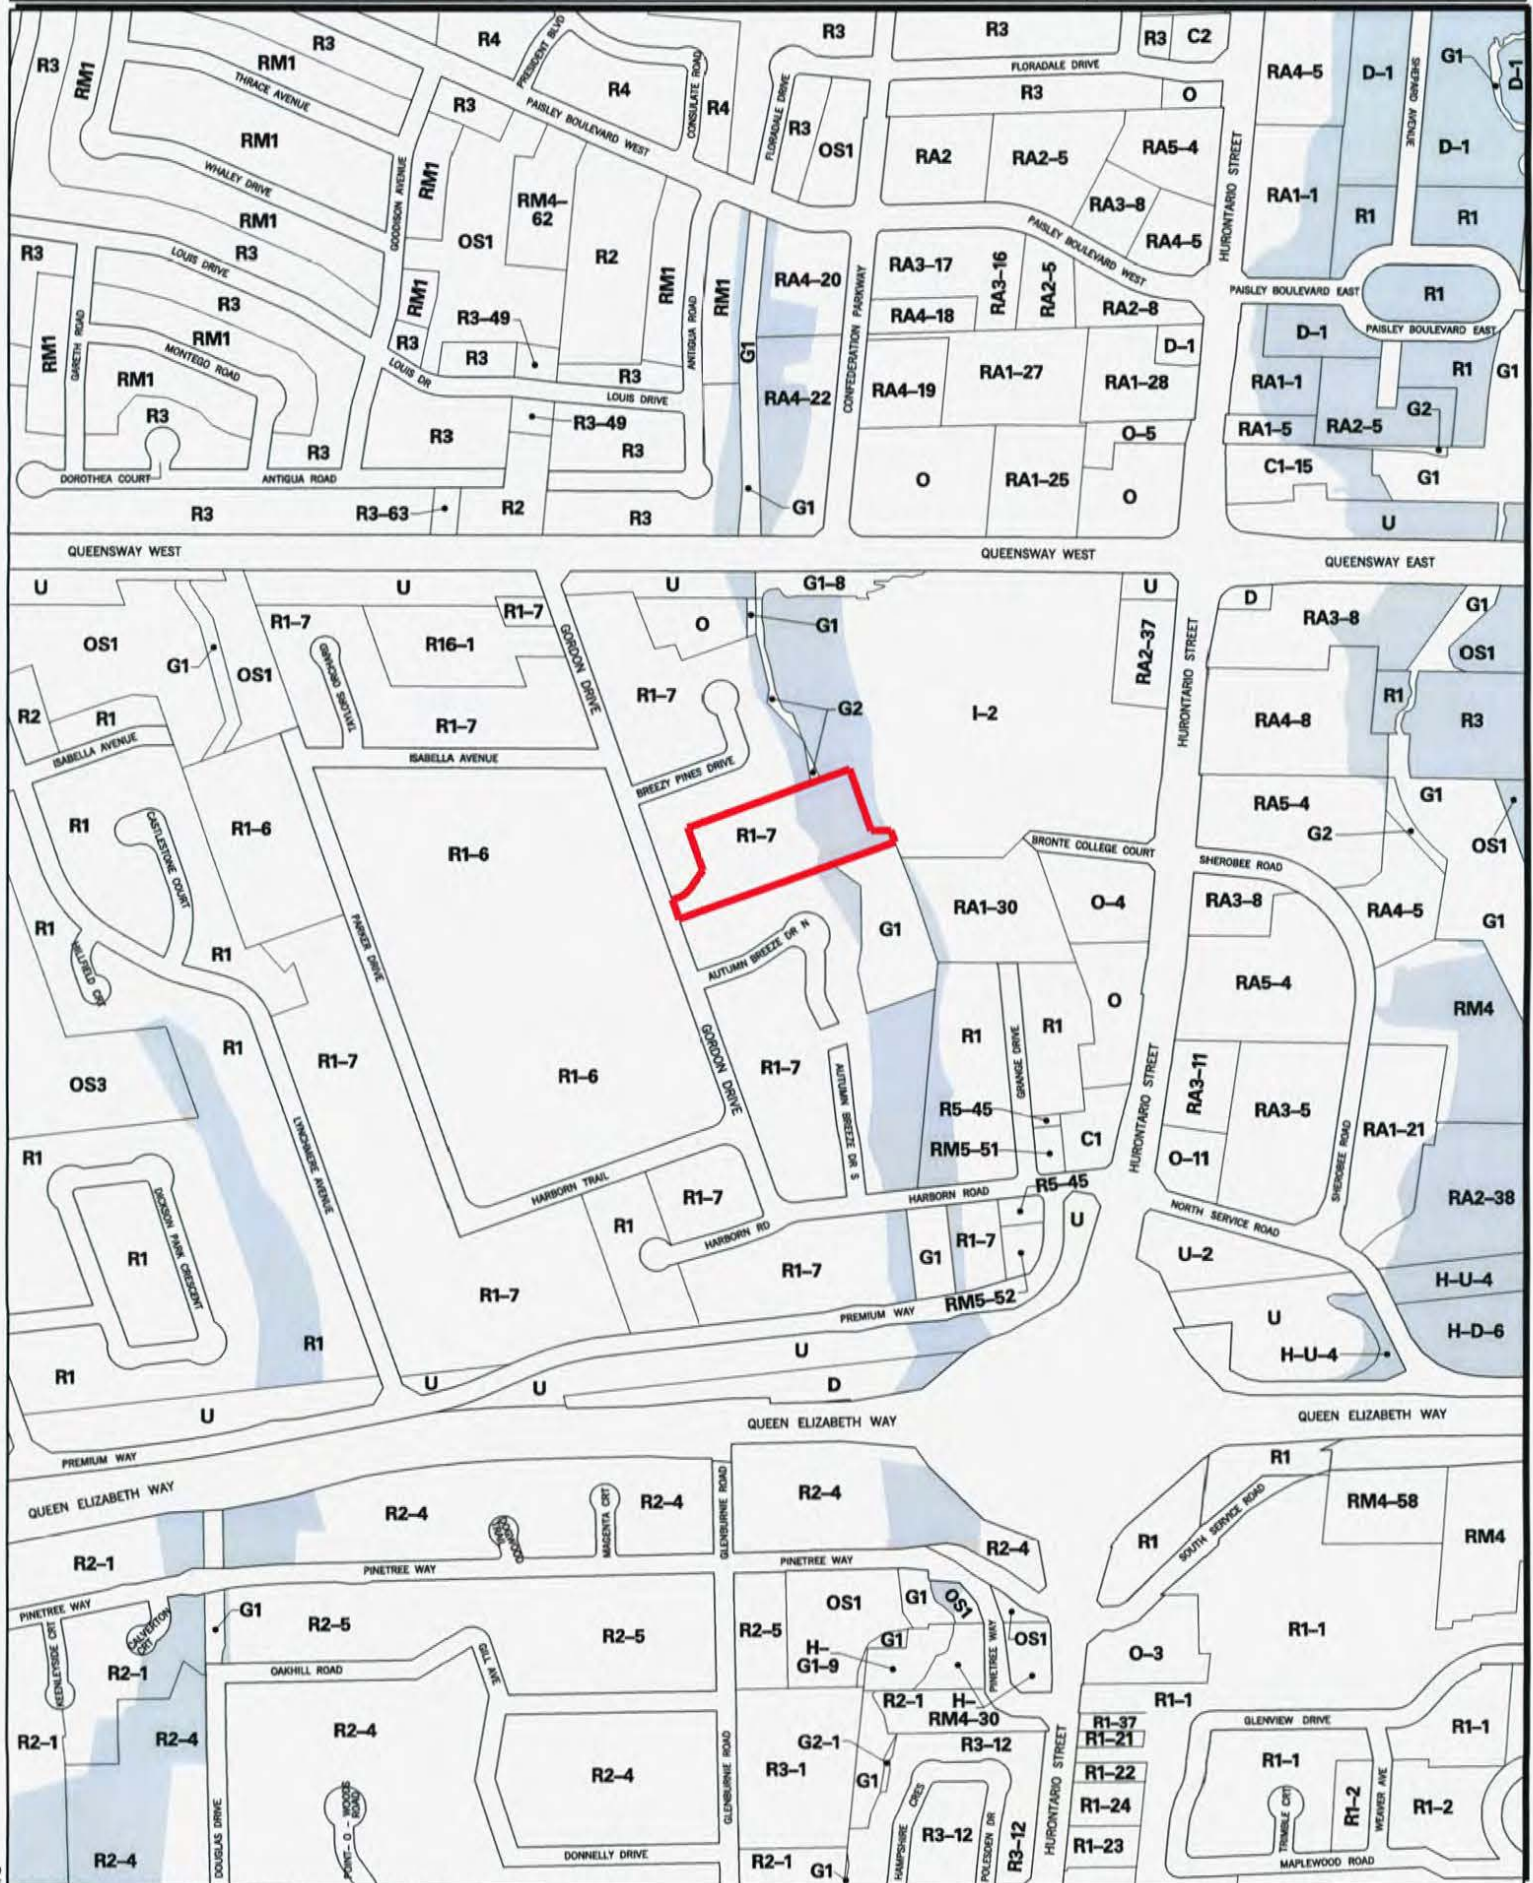 R3
R4
R3
R3
R3
C2
G1
D-1
R3
RM1
RM1
THRACE AVENUE
PRESIDENT BLVD
R4
CONSULATE ROAD
R4
FLORADALE DRIVE
FLORADALE DRIVE
RA4-5
D-1
SHEPARD AVENUE
R3
PAISLEY BOULEVARD WEST
R3
OS1
R3
O
RM1
RA2
RA2-5
RA5-4
D-1
WHALEY DRIVE
GOODISON AVENUE
RM1
RM4-
62
RA3-8
HURONTARIO STREET
RA1-1
R1
R1
RM1
OS1
R2
RM1
RM1
PAISLEY BOULEVARD WEST
RA4-5
R3
LOUIS DRIVE
R3
RA4-20
RA3-17
RA3-16
RA2-5
RA2-8
PAISLEY BOULEVARD EAST
R1
PAISLEY BOULEVARD EAST
R3
RM1
R3-49
RA4-18
CONFEDERATION PARKWAY
RM1
GARETH ROAD
RM1
MONTEGO ROAD
R3
R3
ANTIGUA ROAD
G1
D-1
D-1
RM1
LOUIS DR
R3
LOUIS DRIVE
RA4-22
RA4-19
RA1-27
RA1-28
RA1-1
R1
G1
R3
R3
R3-49
R3
R3
G2
RA1-5
RA2-5
O-5
DOROTHEA COURT
ANTIGUA ROAD
O
RA1-25
O
C1-15
G1
R3
R3-63
R2
R3
G1
U
QUEENSWAY WEST
QUEENSWAY WEST
QUEENSWAY EAST
U
U
U
G1-8
U
D
G1
OS1
G1
OS1
R1-7
R16-1
R1-7
O
G1
RA2-37
RA3-8
OS1
TAYLORS ORCHARD
GORDON DRIVE
R2
R1
R1-7
R1-7
G2
I-2
HURONTARIO STREET
RA4-8
R1
R3
ISABELLA AVENUE
ISABELLA AVENUE
BREEZY PINES DRIVE
R1
CASTLESTONE COURT
R1-6
R1-6
R1-7
RA5-4
G1
G2
OS1
BRONTE COLLEGE COURT
SHEROBEE ROAD
R1
HILLFIELD CRT
R1
PARKER DRIVE
AUTUMN BREEZE DR N
G1
RA1-30
O-4
RA3-8
RA4-5
G1
R1
R1-7
R1-6
GORDON DRIVE
R1-7
AUTUMN BREEZE DR S
R1
GRANGE DRIVE
R1
O
RA5-4
RM4
OS3
LYNCHMERE AVENUE
R5-45
RM5-51
C1
HURONTARIO STREET
RA3-11
RA3-5
SHEROBEE ROAD
RA1-21
R1
O-11
DICKSON PARK CRESCENT
R1
HARBORN TRAIL
R1-7
HARBORN ROAD
R5-45
RA2-38
R1
HARBORN RD
U
NORTH SERVICE ROAD
R1-7
R1-7
G1
R1-7
U-2
H-U-4
RM5-52
PREMIUM WAY
R1
R1
U
U
H-U-4
H-D-6
U
U
U
D
QUEEN ELIZABETH WAY
QUEEN ELIZABETH WAY
PREMIUM WAY
QUEEN ELIZABETH WAY
R1
R2-4
MAGENTA CRT
R2-4
GLENBURNIE ROAD
R2-4
RM4-58
RM4
DOGWOOD TRAIL
R2-4
R1
SOUTH SERVICE ROAD
R2-1
PINETREE WAY
PINETREE WAY
PINETREE WAY
KEENLEYSIDE CRT
CALVERTON
CRT
G1
R2-5
R2-5
R2-5
OS1
G1
OS1
PINETREE WAY
OS1
R1-1
H-
G1-9
G1
O-3
R2-1
OAKHILL ROAD
GILL AVE
R2-1
H-
RM4-30
R1-1
R2-1
R2-4
R2-4
GLENBURNIE ROAD
R3-1
G2-1
R3-12
R1-37
R1-21
GLENVIEW DRIVE
R1-1
R2-4
G1
R1-22
R1-1
POINT-O-WOODS
ROAD
HAMPSHIRE CRES
R3-12
POLESDEN DR
R3-12
HURONTARIO STREET
R1-24
R1-23
TRIMBLE CRT
R1-2
WEAVER AVE
R1-2
R2-4
DOUGLAS DRIVE
DONNELLY DRIVE
R2-1
G1
MAPLEWOOD ROAD